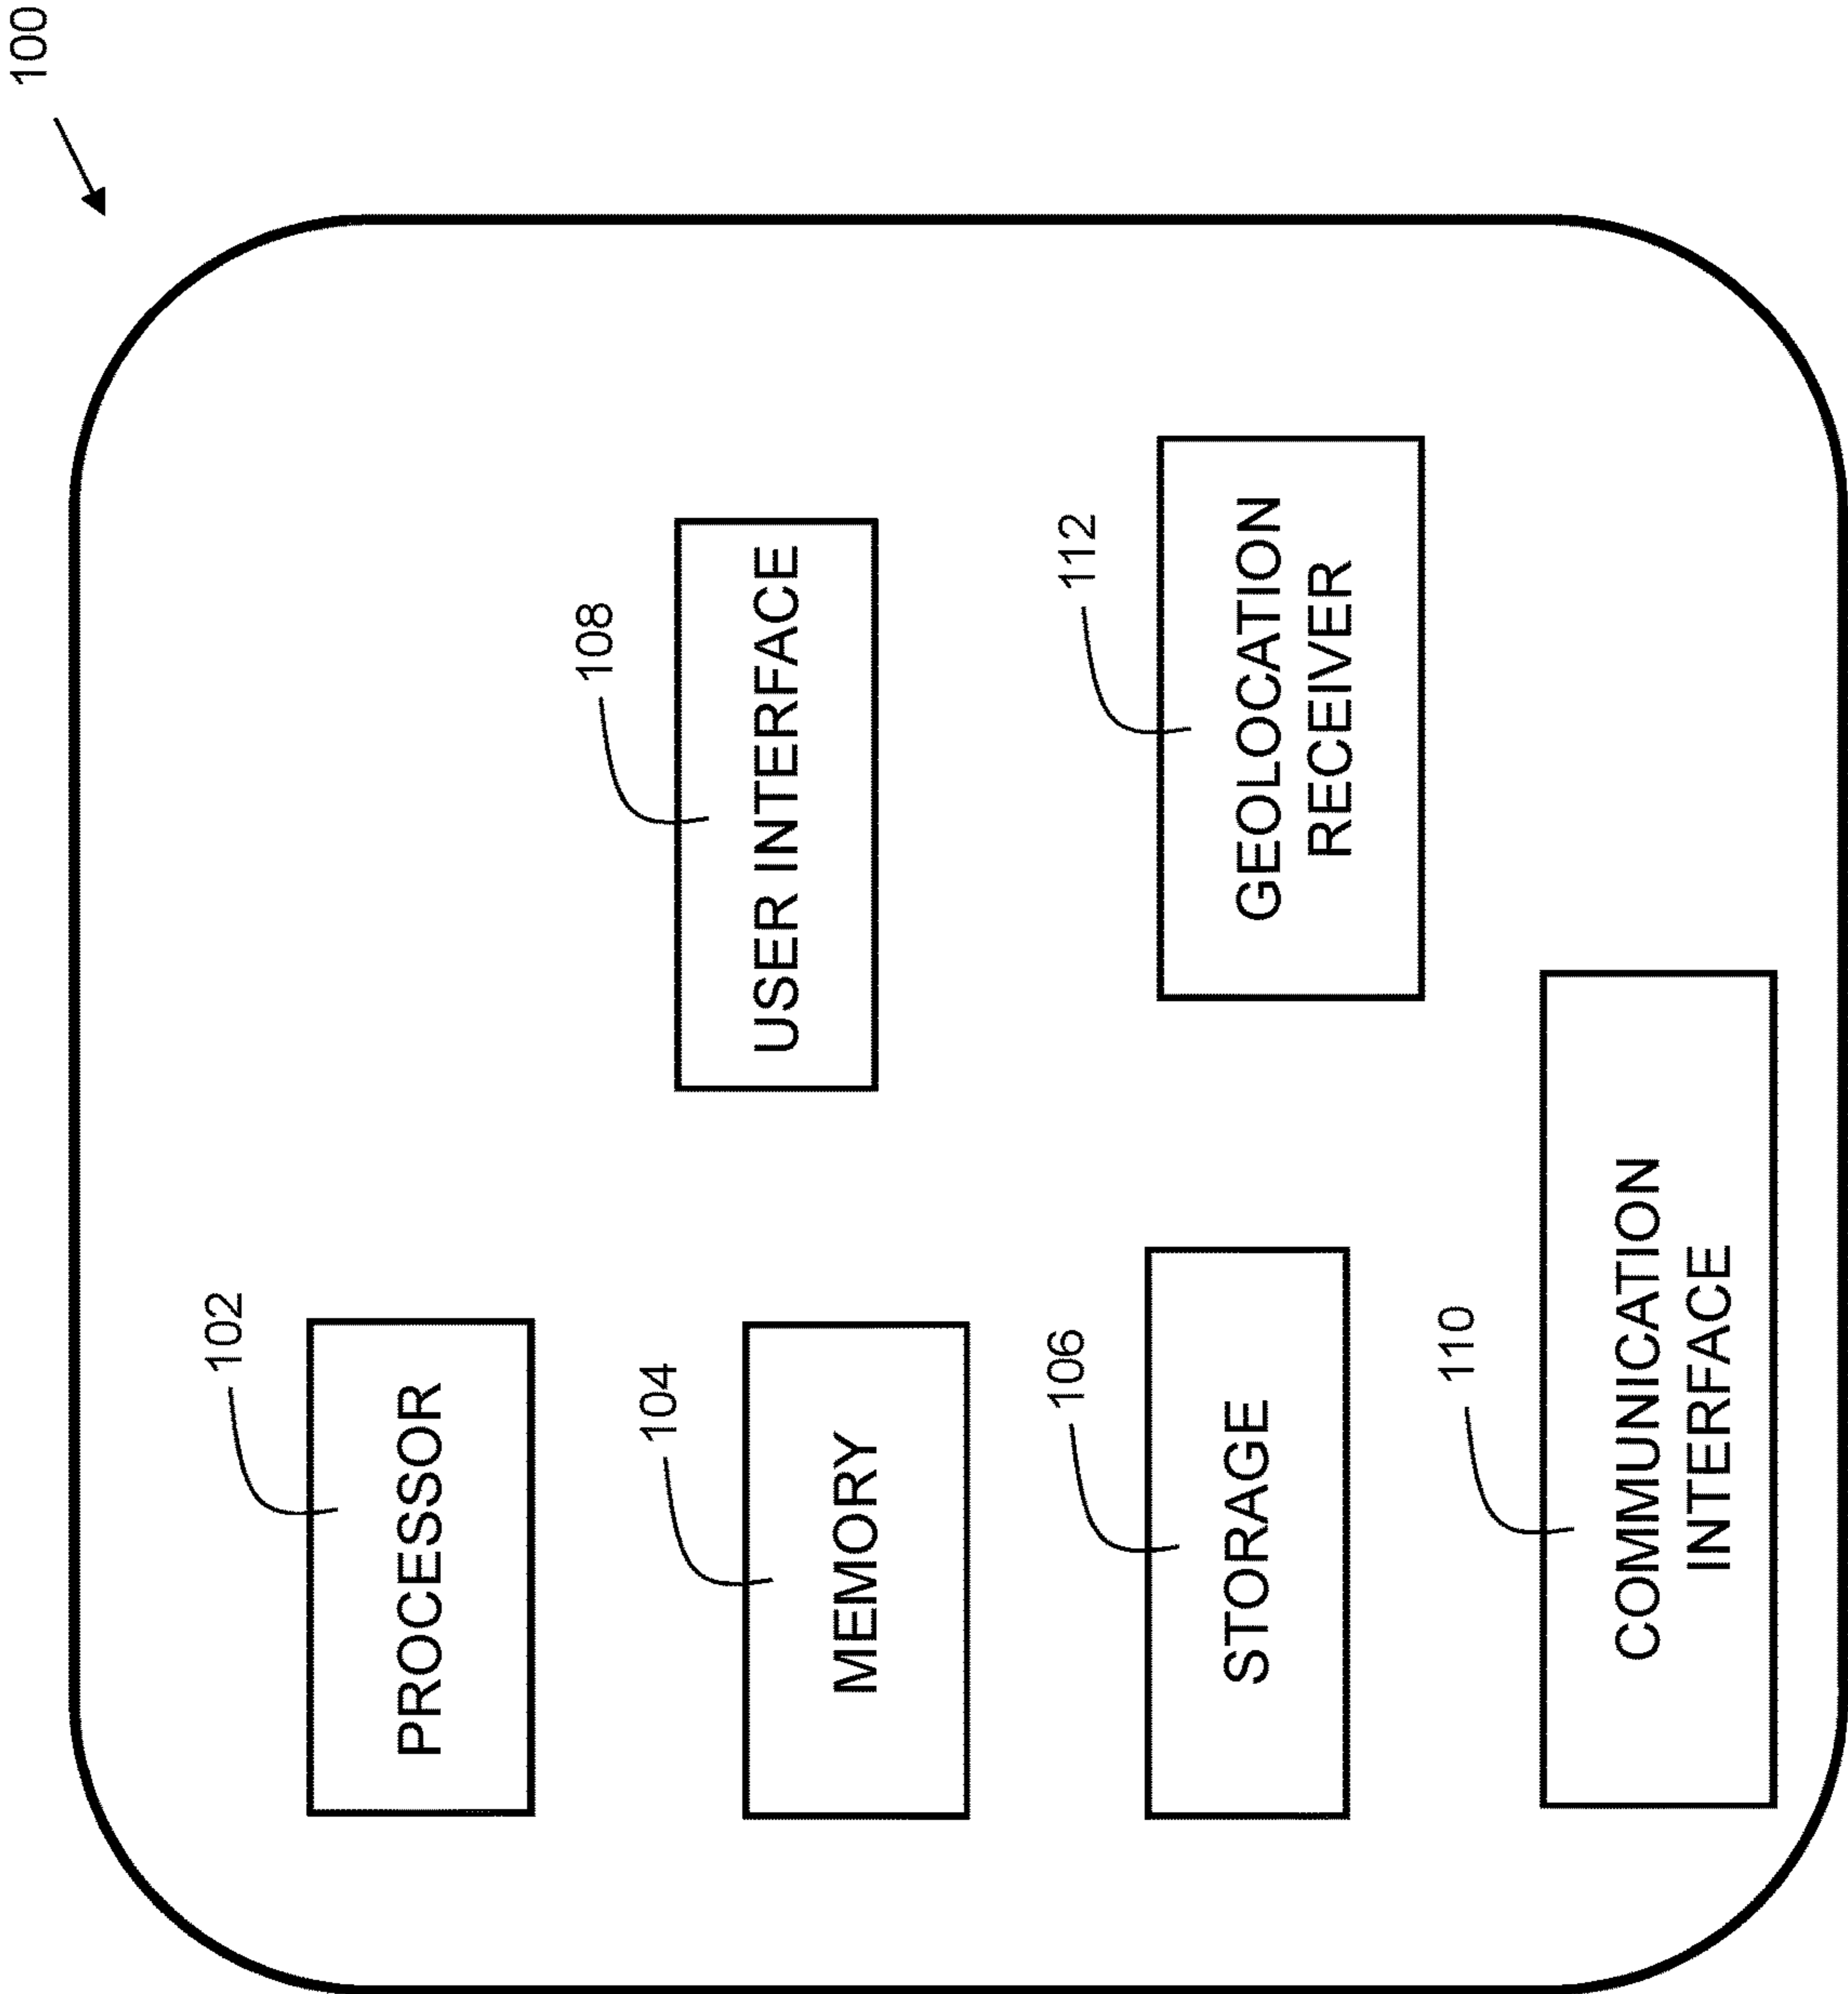 100
102
PROCESSOR
108
USER INTERFACE
104
MEMORY
106
STORAGE
112
GEOLOCATION
RECEIVER
110
COMMUNICATION
INTERFACE